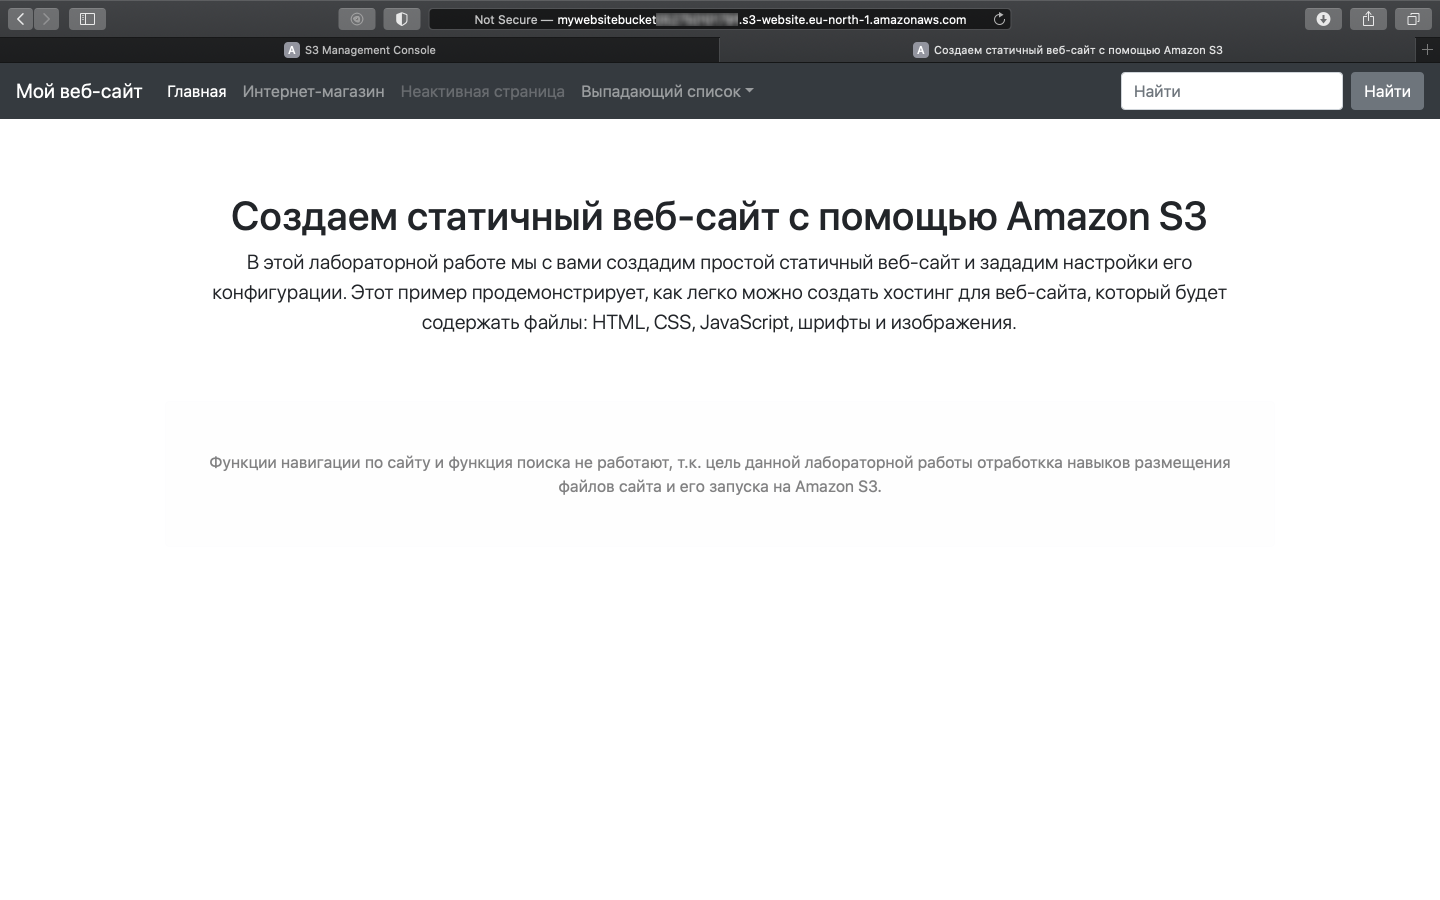 Not Secure — mywebsitebucket .s3-website.eu-north-1.amazonaws.com
A S3 Management Console
A Создаем статичный веб-сайт с помощью Amazon S3
Мой веб-сайт Главная Интернет-магазин Неактивная страница Выпадающий список Найти Найти
Создаем статичный веб-сайт с помощью Amazon S3
В этой лабораторной работе мы с вами создадим простой статичный веб-сайт и зададим настройки его
конфигурации. Этот пример продемонстрирует, как легко можно создать хостинг для веб-сайта, который будет
содержать файлы: HTML, CSS, JavaScript, шрифты и изображения.
Функции навигации по сайту и функция поиска не работают, т.к. цель данной лабораторной работы отработкка навыков размещения
файлов сайта и его запуска на Amazon S3.